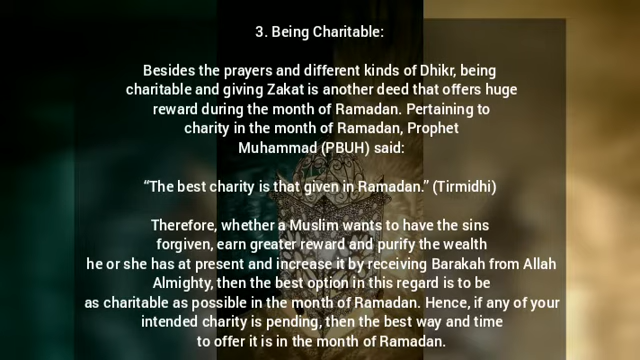 3. Being Charitable:
Besides the prayers and different kinds of Dhikr, being
charitable and giving Zakat is another deed that offers huge
reward during the month of Ramadan. Pertaining to
charity in the month of Ramadan, Prophet
Muhammad (PBUH) said:
“The best charity is that given in Ramadan.” (Tirmidhi)
Therefore, whether a Muslim wants to have the sins
forgiven, earn greater reward and purify the wealth
he or she has at present and increase it by receiving Barakah from Allah
Almighty, then the best option in this regard is to be
as charitable as possible in the month of Ramadan. Hence, if any of your
intended charity is pending, then the best way and time
to offer it is in the month of Ramadan.